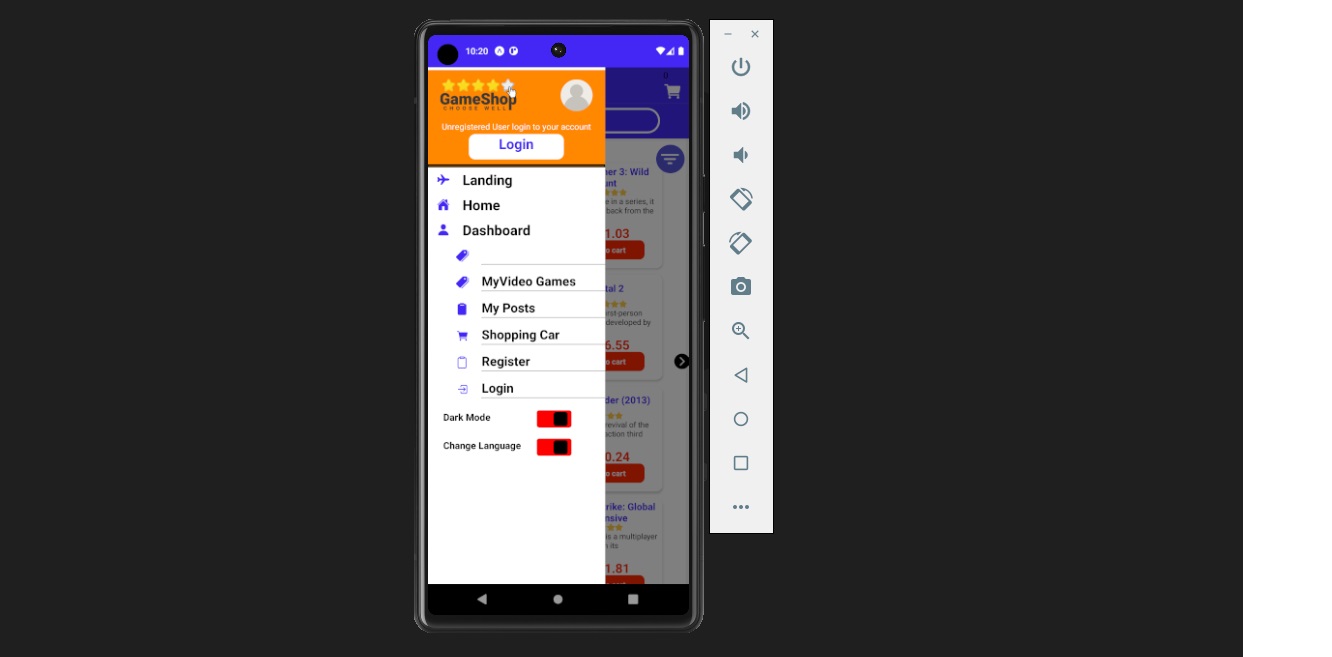 10:20
0
GameShop
CHOOSE WELL
Unregistered User login to your account
Login
Landing
Home
Dashboard
MyVideo Games
My Posts
Shopping Car
Register
Login
Dark Mode
Change Language
er 3: Wild
unt
e in a series, it
back from the
1.03
o cart
tal 2
rst-person
developed by
6.55
o cart
der (2013)
revival of the
action third
0.24
o cart
rike: Global
nsive
is a multiplayer
its
1.81